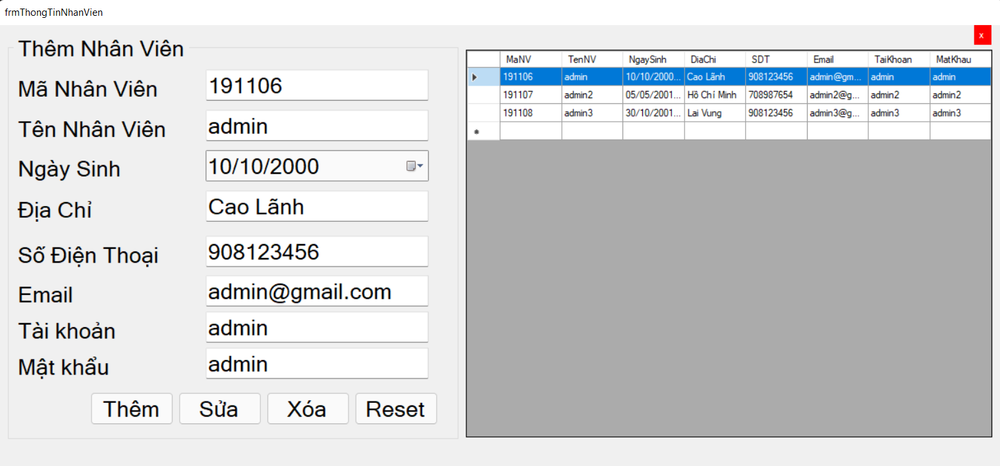 frmThongTinNhanVien
x
Thêm Nhân Viên
Mã Nhân Viên 191106
Tên Nhân Viên admin
Ngày Sinh 10/10/2000
Địa Chỉ Cao Lãnh
Số Điện Thoại 908123456
Email admin@gmail.com
Tài khoản admin
Mật khẩu admin
Thêm Sửa Xóa Reset
MaNV TenNV NgaySinh DiaChi SDT Email TaiKhoan MatKhau
191106 admin 10/10/2000... Cao Lãnh 908123456 admin@gm... admin admin
191107 admin2 05/05/2001... Hồ Chí Minh 708987654 admin2@g... admin2 admin2
191108 admin3 30/10/2001... Lai Vung 908123456 admin3@g... admin3 admin3